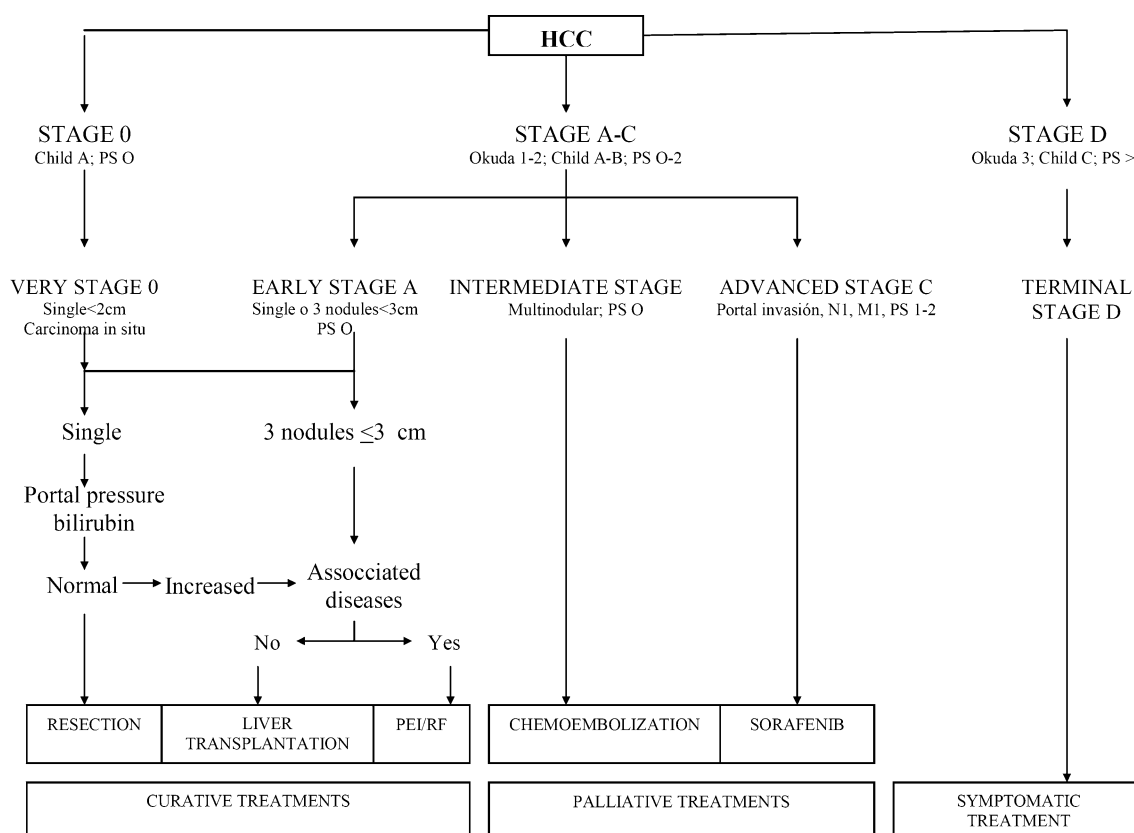 HCC
STAGE 0
Child A; PS O
STAGE A-C
Okuda 1-2; Child A-B; PS O-2
STAGE D
Okuda 3; Child C; PS >
VERY STAGE 0
Single<2cm
Carcinoma in situ
EARLY STAGE A
Single o 3 nodules<3cm
PS O
INTERMEDIATE STAGE
Multinodular; PS O
ADVANCED STAGE C
Portal invasión, N1, M1, PS 1-2
TERMINAL
STAGE D
Single
3 nodules ≤3 cm
Portal pressure
bilirubin
Normal
Increased
Assocciated
diseases
No
Yes
RESECTION
LIVER
TRANSPLANTATION
PEI/RF
CHEMOEMBOLIZATION
SORAFENIB
CURATIVE TREATMENTS
PALLIATIVE TREATMENTS
SYMPTOMATIC
TREATMENT